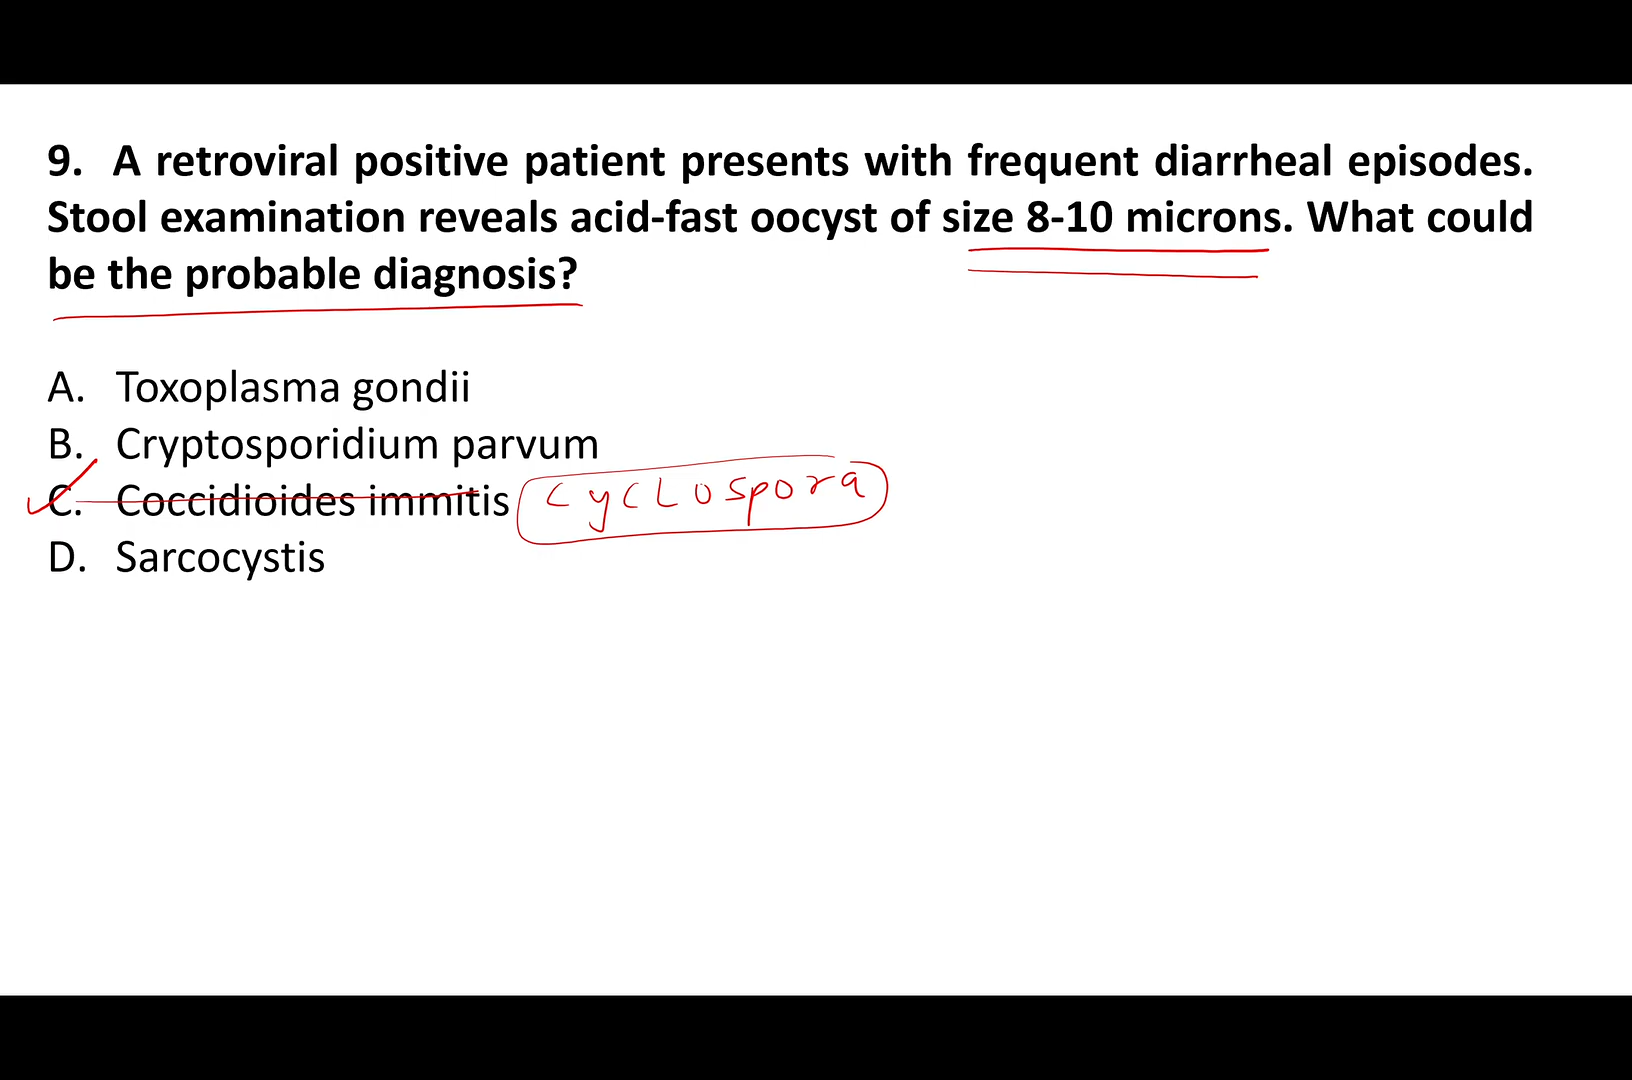 9. A retroviral positive patient presents with frequent diarrheal episodes.
Stool examination reveals acid-fast oocyst of size 8-10 microns. What could
be the probable diagnosis?
A. Toxoplasma gondii
B. Cryptosporidium parvum
C. Coccidioides immitis cyclospora
D. Sarcocystis